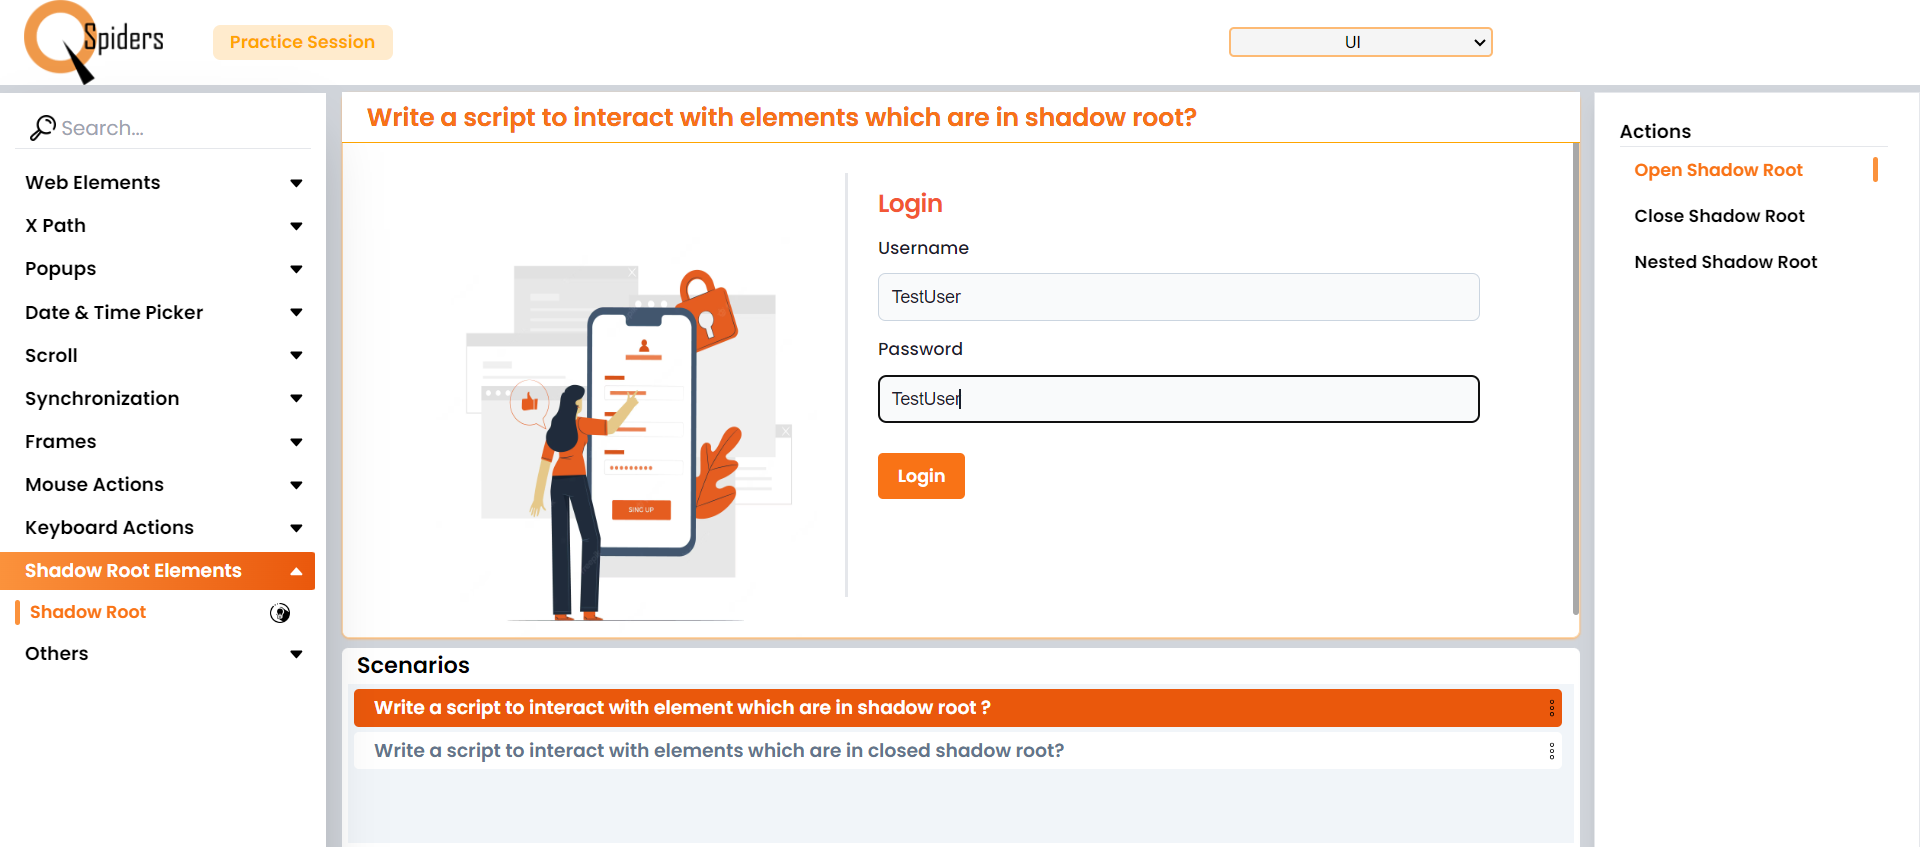 Spiders
Practice Session
UI
Search...
Web Elements
X Path
Popups
Date & Time Picker
Scroll
Synchronization
Frames
Mouse Actions
Keyboard Actions
Shadow Root Elements
Shadow Root
Others
Write a script to interact with elements which are in shadow root?
Login
Username
TestUser
Password
TestUser
Login
SING UP
Scenarios
Write a script to interact with element which are in shadow root ?
Write a script to interact with elements which are in closed shadow root?
Actions
Open Shadow Root
Close Shadow Root
Nested Shadow Root